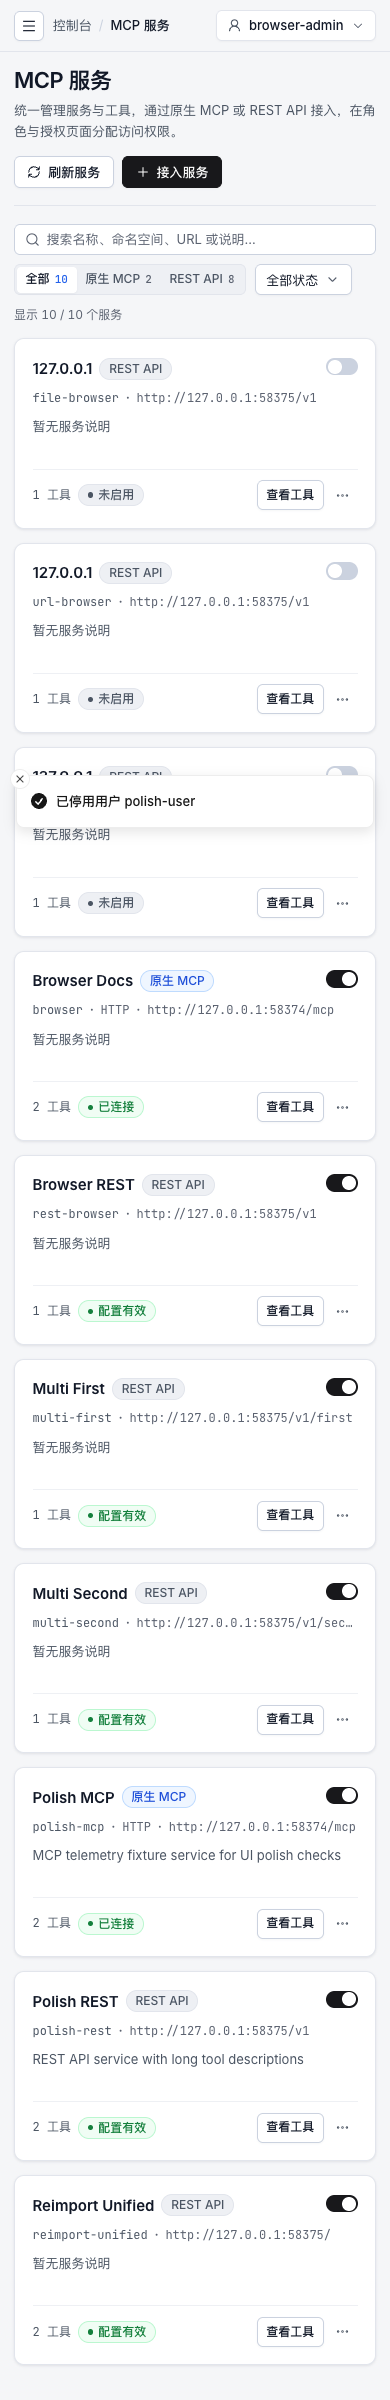 控制台 / MCP 服务
browser-admin
MCP 服务
统一管理服务与工具，通过原生 MCP 或 REST API 接入，在角
色与授权页面分配访问权限。
刷新服务
接入服务
搜索名称、命名空间、URL 或说明...
全部 10
原生 MCP 2
REST API 8
全部状态
显示 10 / 10 个服务
127.0.0.1 REST API
file-browser · http://127.0.0.1:58375/v1
暂无服务说明
1 工具 未启用 查看工具
127.0.0.1 REST API
url-browser · http://127.0.0.1:58375/v1
暂无服务说明
1 工具 未启用 查看工具
已停用用户 polish-user
暂无服务说明
1 工具 未启用 查看工具
Browser Docs 原生 MCP
browser · HTTP · http://127.0.0.1:58374/mcp
暂无服务说明
2 工具 已连接 查看工具
Browser REST REST API
rest-browser · http://127.0.0.1:58375/v1
暂无服务说明
1 工具 配置有效 查看工具
Multi First REST API
multi-first · http://127.0.0.1:58375/v1/first
暂无服务说明
1 工具 配置有效 查看工具
Multi Second REST API
multi-second · http://127.0.0.1:58375/v1/sec…
暂无服务说明
1 工具 配置有效 查看工具
Polish MCP 原生 MCP
polish-mcp · HTTP · http://127.0.0.1:58374/mcp
MCP telemetry fixture service for UI polish checks
2 工具 已连接 查看工具
Polish REST REST API
polish-rest · http://127.0.0.1:58375/v1
REST API service with long tool descriptions
2 工具 配置有效 查看工具
Reimport Unified REST API
reimport-unified · http://127.0.0.1:58375/
暂无服务说明
2 工具 配置有效 查看工具